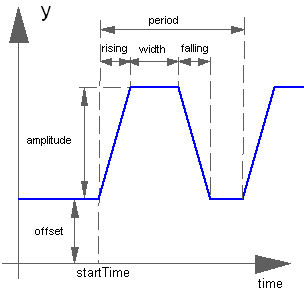 y
period
rising width falling
amplitude
offset
startTime
time